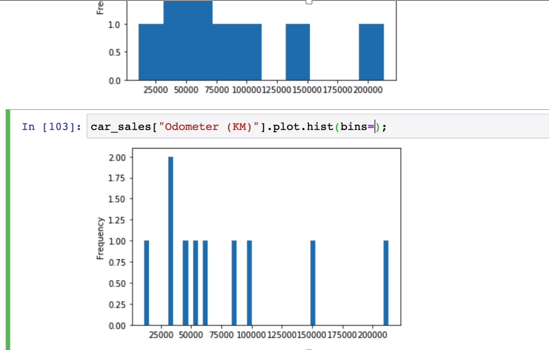 Fre
1.0
0.5
0.0
25000 50000 75000 100000 125000 150000 175000 200000
In [103]: car_sales["Odometer (KM)"].plot.hist(bins=);
2.00
1.75
1.50
1.25
1.00
0.75
0.50
0.25
0.00
Frequency
25000 50000 75000 100000 125000 150000 175000 200000